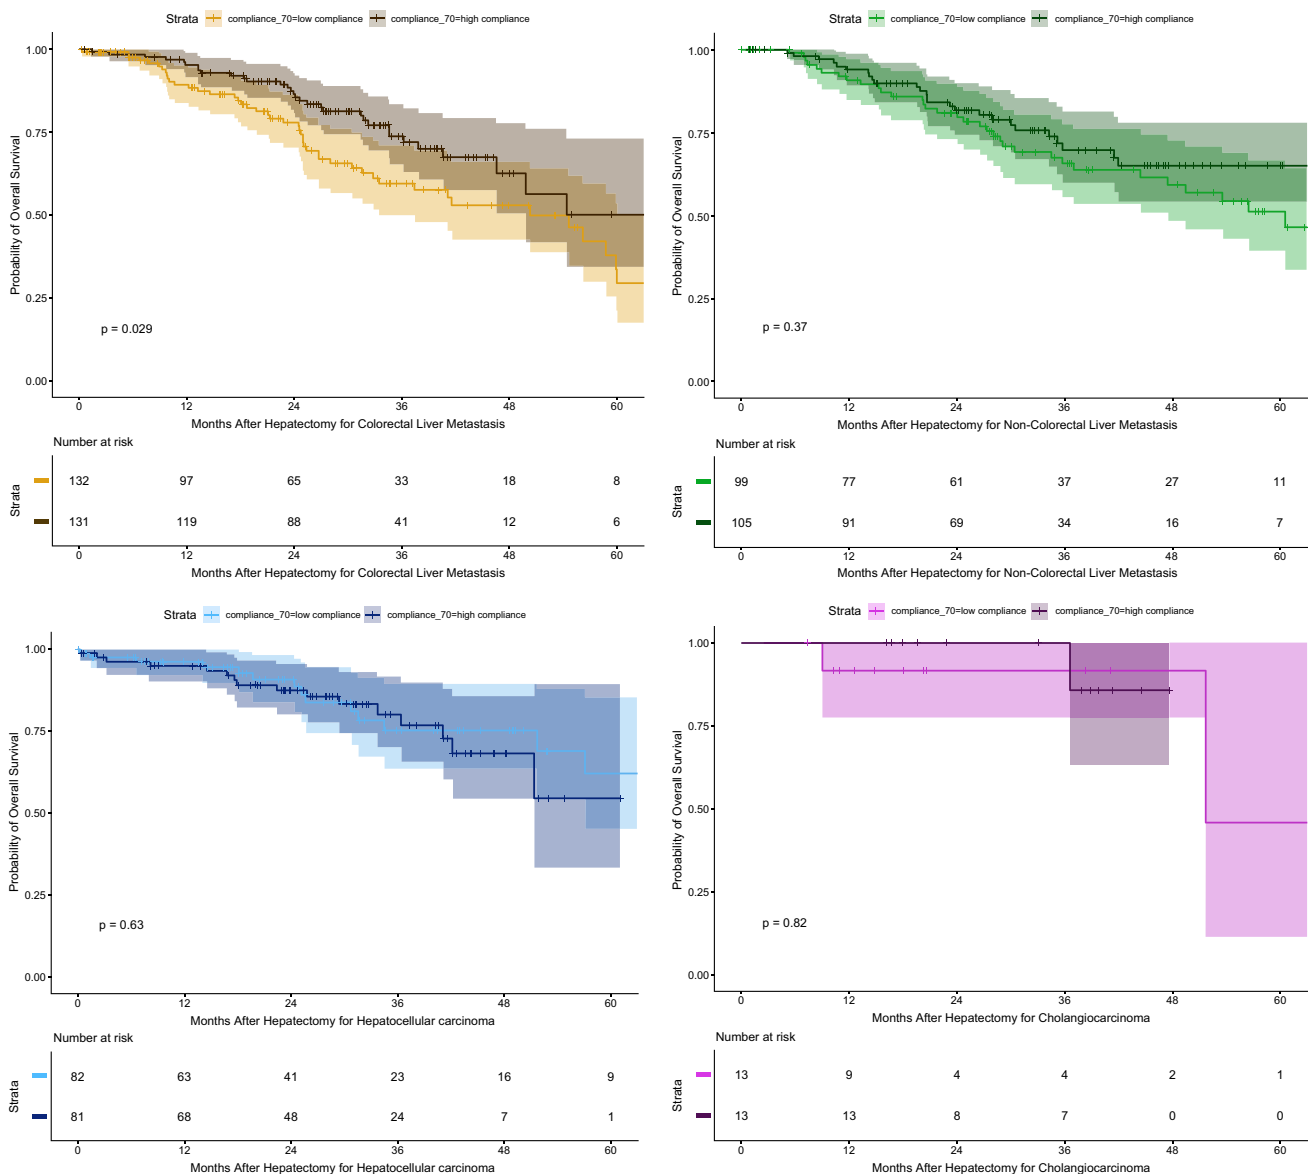 Strata compliance_70=low compliance compliance_70=high compliance
1.00
0.75
0.50
0.25
0.00
Probability of Overall Survival
p = 0.029
0 12 24 36 48 60
Months After Hepatectomy for Colorectal Liver Metastasis
Number at risk
Strata
132 97 65 33 18 8
131 119 88 41 12 6
0 12 24 36 48 60
Months After Hepatectomy for Colorectal Liver Metastasis
Strata compliance_70=low compliance compliance_70=high compliance
1.00
0.75
0.50
0.25
0.00
Probability of Overall Survival
p = 0.37
0 12 24 36 48 60
Months After Hepatectomy for Non-Colorectal Liver Metastasis
Number at risk
Strata
99 77 61 37 27 11
105 91 69 34 16 7
0 12 24 36 48 60
Months After Hepatectomy for Non-Colorectal Liver Metastasis
Strata compliance_70=low compliance compliance_70=high compliance
1.00
0.75
0.50
0.25
0.00
Probability of Overall Survival
p = 0.63
0 12 24 36 48 60
Months After Hepatectomy for Hepatocellular carcinoma
Number at risk
Strata
82 63 41 23 16 9
81 68 48 24 7 1
0 12 24 36 48 60
Months After Hepatectomy for Hepatocellular carcinoma
Strata compliance_70=low compliance compliance_70=high compliance
1.00
0.75
0.50
0.25
0.00
Probability of Overall Survival
p = 0.82
0 12 24 36 48 60
Months After Hepatectomy for Cholangiocarcinoma
Number at risk
Strata
13 9 4 4 2 1
13 13 8 7 0 0
0 12 24 36 48 60
Months After Hepatectomy for Cholangiocarcinoma